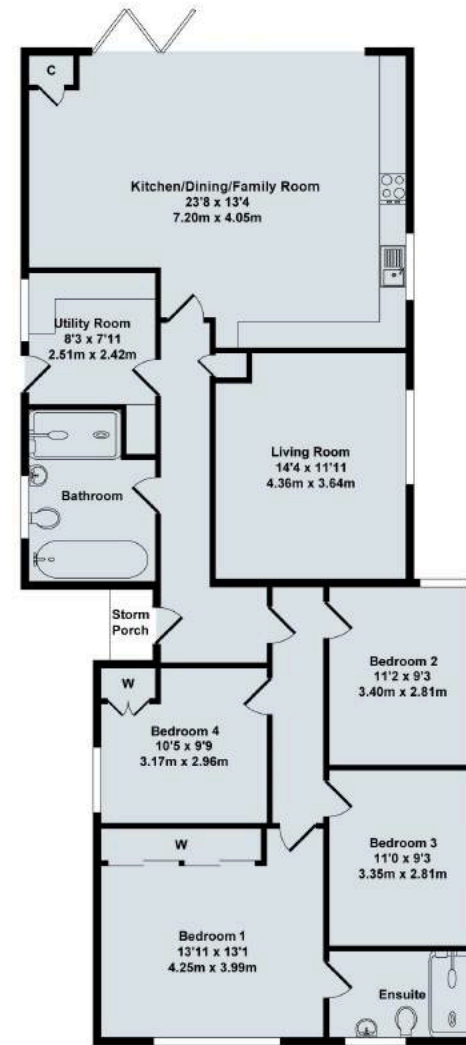 C
Kitchen/Dining/Family Room
23'8 x 13'4
7.20m x 4.05m
Utility Room
8'3 x 7'11
2.51m x 2.42m
Living Room
14'4 x 11'11
4.36m x 3.64m
Bathroom
Storm
Porch
W
Bedroom 4
10'5 x 9'9
3.17m x 2.96m
Bedroom 2
11'2 x 9'3
3.40m x 2.81m
Bedroom 3
11'0 x 9'3
3.35m x 2.81m
W
Bedroom 1
13'11 x 13'1
4.25m x 3.99m
Ensuite